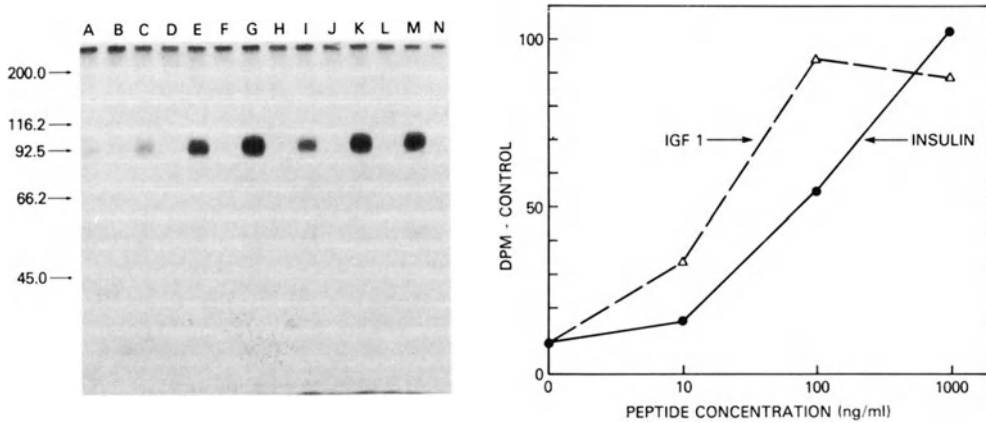 A B C D E F G H I J K L M N
200.0
116.2
92.5
66.2
45.0
100
50
0
DPM - CONTROL
IGF 1
INSULIN
0 10 100 1000
PEPTIDE CONCENTRATION (ng/ml)